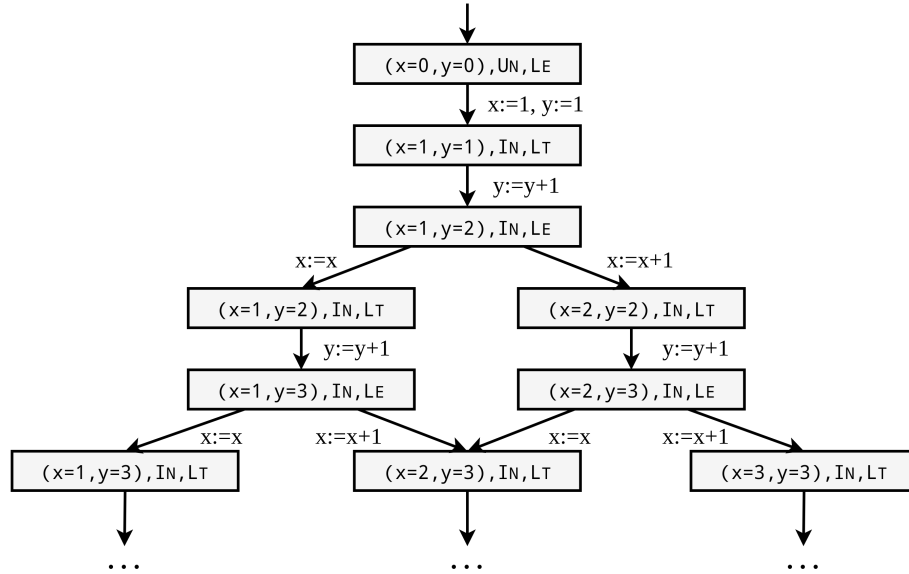 (x=0,y=0),UN,LE
x:=1, y:=1
(x=1,y=1),IN,LT
y:=y+1
(x=1,y=2),IN,LE
x:=x x:=x+1
(x=1,y=2),IN,LT (x=2,y=2),IN,LT
y:=y+1 y:=y+1
(x=1,y=3),IN,LE (x=2,y=3),IN,LE
x:=x x:=x+1 x:=x x:=x+1
(x=1,y=3),IN,LT (x=2,y=3),IN,LT (x=3,y=3),IN,LT
... ... ...